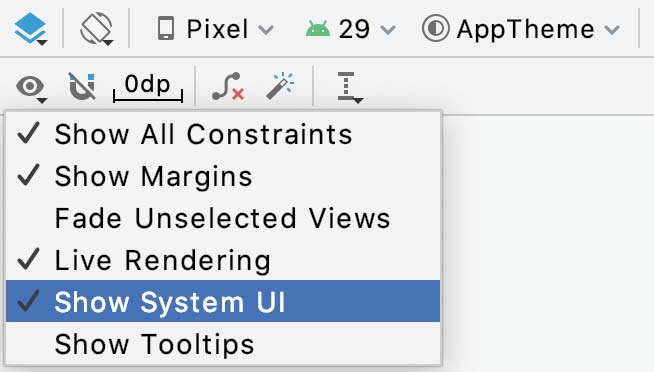 Pixel 29 AppTheme
0dp
Show All Constraints
Show Margins
Fade Unselected Views
Live Rendering
Show System UI
Show Tooltips